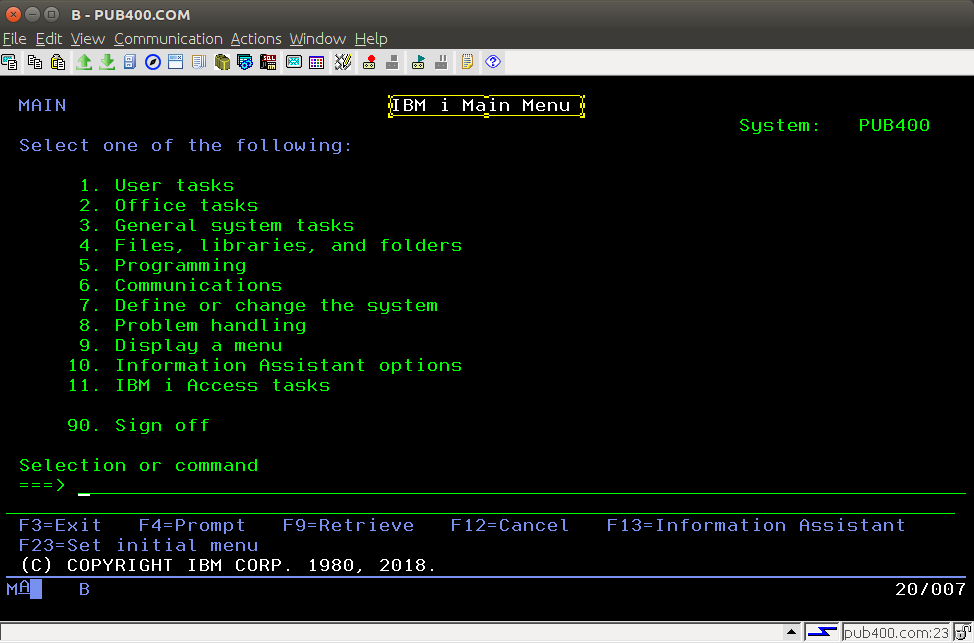 B - PUB400.COM
File Edit View Communication Actions Window Help
MAIN IBM i Main Menu
System: PUB400
Select one of the following:
1. User tasks
2. Office tasks
3. General system tasks
4. Files, libraries, and folders
5. Programming
6. Communications
7. Define or change the system
8. Problem handling
9. Display a menu
10. Information Assistant options
11. IBM i Access tasks
90. Sign off
Selection or command
===>
F3=Exit F4=Prompt F9=Retrieve F12=Cancel F13=Information Assistant
F23=Set initial menu
(C) COPYRIGHT IBM CORP. 1980, 2018.
MA B 20/007
pub400.com:23